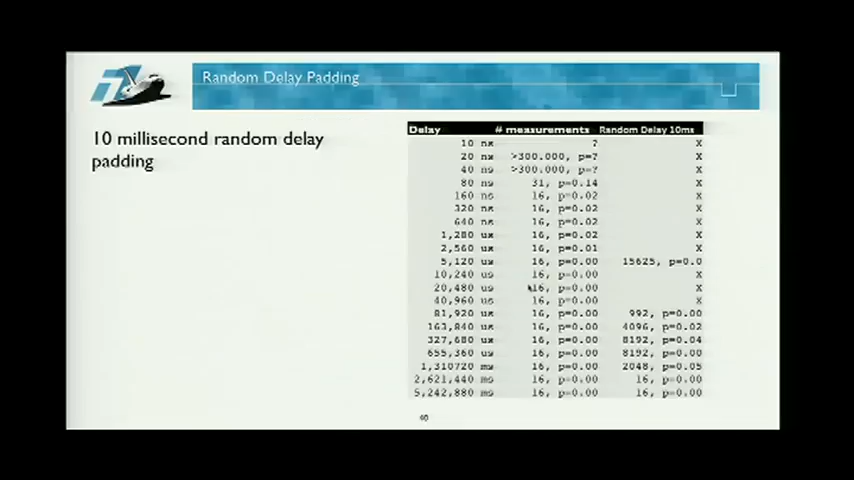 Random Delay Padding
10 millisecond random delay
padding
Delay # measurements Random Delay 10ms
10 ns ? X
20 ns >300.000, p=? X
40 ns >300.000, p=? X
80 ns 31, p=0.14 X
160 ns 16, p=0.02 X
320 ns 16, p=0.02 X
640 ns 16, p=0.02 X
1,280 us 16, p=0.02 X
2,560 us 16, p=0.01 X
5,120 us 16, p=0.00 15625, p=0.0
10,240 us 16, p=0.00 X
20,480 us 16, p=0.00 X
40,960 us 16, p=0.00 X
81,920 us 16, p=0.00 992, p=0.00
163,840 us 16, p=0.00 4096, p=0.02
327,680 us 16, p=0.00 8192, p=0.04
655,360 us 16, p=0.00 8192, p=0.00
1,310720 ms 16, p=0.00 2048, p=0.05
2,621,440 ms 16, p=0.00 16, p=0.00
5,242,880 ms 16, p=0.00 16, p=0.00